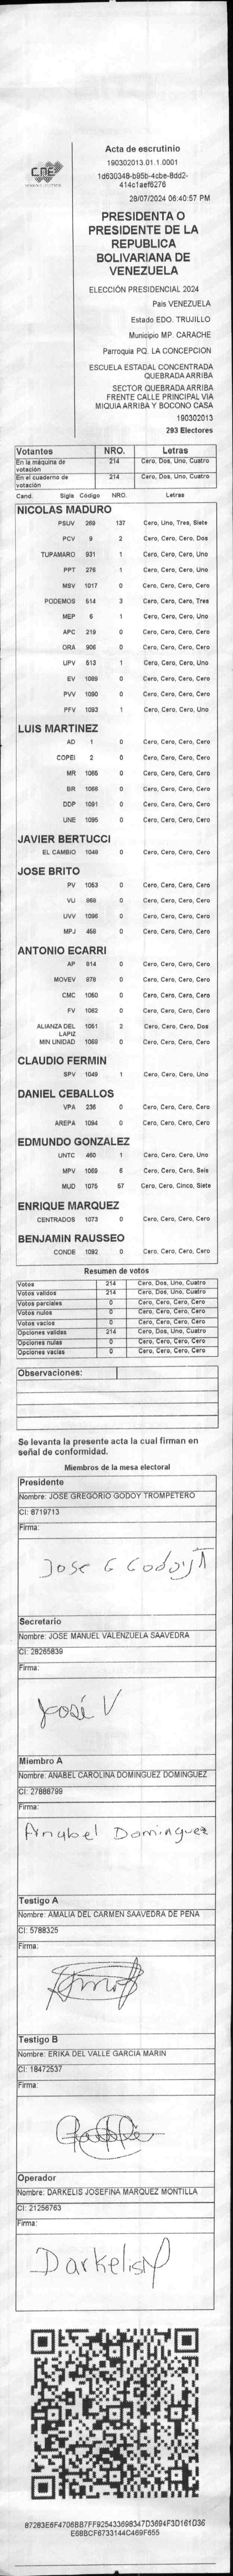 CNE
Acta de escrutinio
190302013.01.1.0001
1d630348-b95b-4cbe-8dd2-
414c1aef6276
28/07/2024 06:40:57 PM
PRESIDENTA O
PRESIDENTE DE LA
REPUBLICA
BOLIVARIANA DE
VENEZUELA
ELECCIÓN PRESIDENCIAL 2024
País VENEZUELA
Estado EDO. TRUJILLO
Municipio MP. CARACHE
Parroquia PQ. LA CONCEPCION
ESCUELA ESTADAL CONCENTRADA
QUEBRADA ARRIBA
SECTOR QUEBRADA ARRIBA
FRENTE CALLE PRINCIPAL VIA
MIQUIA ARRIBA Y BOCONO CASA
190302013
293 Electores
Votantes NRO. Letras
En la máquina de votación 214 Cero, Dos, Uno, Cuatro
En el cuaderno de votación 214 Cero, Dos, Uno, Cuatro
Cand. Sigla Código NRO. Letras
NICOLAS MADURO
PSUV 269 137 Cero, Uno, Tres, Siete
PCV 9 2 Cero, Cero, Cero, Dos
TUPAMARO 931 1 Cero, Cero, Cero, Uno
PPT 276 1 Cero, Cero, Cero, Uno
MSV 1017 0 Cero, Cero, Cero, Cero
PODEMOS 514 3 Cero, Cero, Cero, Tres
MEP 6 1 Cero, Cero, Cero, Uno
APC 219 0 Cero, Cero, Cero, Cero
ORA 906 0 Cero, Cero, Cero, Cero
UPV 513 1 Cero, Cero, Cero, Uno
EV 1089 0 Cero, Cero, Cero, Cero
PVV 1090 0 Cero, Cero, Cero, Cero
PFV 1093 1 Cero, Cero, Cero, Uno
LUIS MARTINEZ
AD 1 0 Cero, Cero, Cero, Cero
COPEI 2 0 Cero, Cero, Cero, Cero
MR 1065 0 Cero, Cero, Cero, Cero
BR 1066 0 Cero, Cero, Cero, Cero
DDP 1091 0 Cero, Cero, Cero, Cero
UNE 1095 0 Cero, Cero, Cero, Cero
JAVIER BERTUCCI
EL CAMBIO 1048 0 Cero, Cero, Cero, Cero
JOSE BRITO
PV 1053 0 Cero, Cero, Cero, Cero
VU 869 0 Cero, Cero, Cero, Cero
UVV 1096 0 Cero, Cero, Cero, Cero
MPJ 458 0 Cero, Cero, Cero, Cero
ANTONIO ECARRI
AP 814 0 Cero, Cero, Cero, Cero
MOVEV 878 0 Cero, Cero, Cero, Cero
CMC 1050 0 Cero, Cero, Cero, Cero
FV 1062 0 Cero, Cero, Cero, Cero
ALIANZA DEL LAPIZ 1051 2 Cero, Cero, Cero, Dos
MIN UNIDAD 1068 0 Cero, Cero, Cero, Cero
CLAUDIO FERMIN
SPV 1049 1 Cero, Cero, Cero, Uno
DANIEL CEBALLOS
VPA 236 0 Cero, Cero, Cero, Cero
AREPA 1094 0 Cero, Cero, Cero, Cero
EDMUNDO GONZALEZ
UNTC 460 1 Cero, Cero, Cero, Uno
MPV 1069 6 Cero, Cero, Cero, Seis
MUD 1075 57 Cero, Cero, Cinco, Siete
ENRIQUE MARQUEZ
CENTRADOS 1073 0 Cero, Cero, Cero, Cero
BENJAMIN RAUSSEO
CONDE 1092 0 Cero, Cero, Cero, Cero
Resumen de votos
Votos 214 Cero, Dos, Uno, Cuatro
Votos validos 214 Cero, Dos, Uno, Cuatro
Votos parciales 0 Cero, Cero, Cero, Cero
Votos nulos 0 Cero, Cero, Cero, Cero
Votos vacios 0 Cero, Cero, Cero, Cero
Opciones validas 214 Cero, Dos, Uno, Cuatro
Opciones nulas 0 Cero, Cero, Cero, Cero
Opciones vacias 0 Cero, Cero, Cero, Cero
Observaciones:
Se levanta la presente acta la cual firman en
señal de conformidad.
Miembros de la mesa electoral
Presidente
Nombre: JOSE GREGORIO GODOY TROMPETERO
CI: 8719713
Firma:
Jose G Godoy T
Secretario
Nombre: JOSE MANUEL VALENZUELA SAAVEDRA
CI: 28265839
Firma:
José V
Miembro A
Nombre: ANABEL CAROLINA DOMINGUEZ DOMINGUEZ
CI: 27888799
Firma:
Anabel Dominguez
Testigo A
Nombre: AMALIA DEL CARMEN SAAVEDRA DE PEÑA
CI: 5788325
Firma:
Testigo B
Nombre: ERIKA DEL VALLE GARCIA MARIN
CI: 18472537
Firma:
Operador
Nombre: DARKELIS JOSEFINA MARQUEZ MONTILLA
CI: 21256763
Firma:
DarkelisM
87283E6F4706BB7FF925433698347D3694F3D161D36
E68BCF6733144C469F655